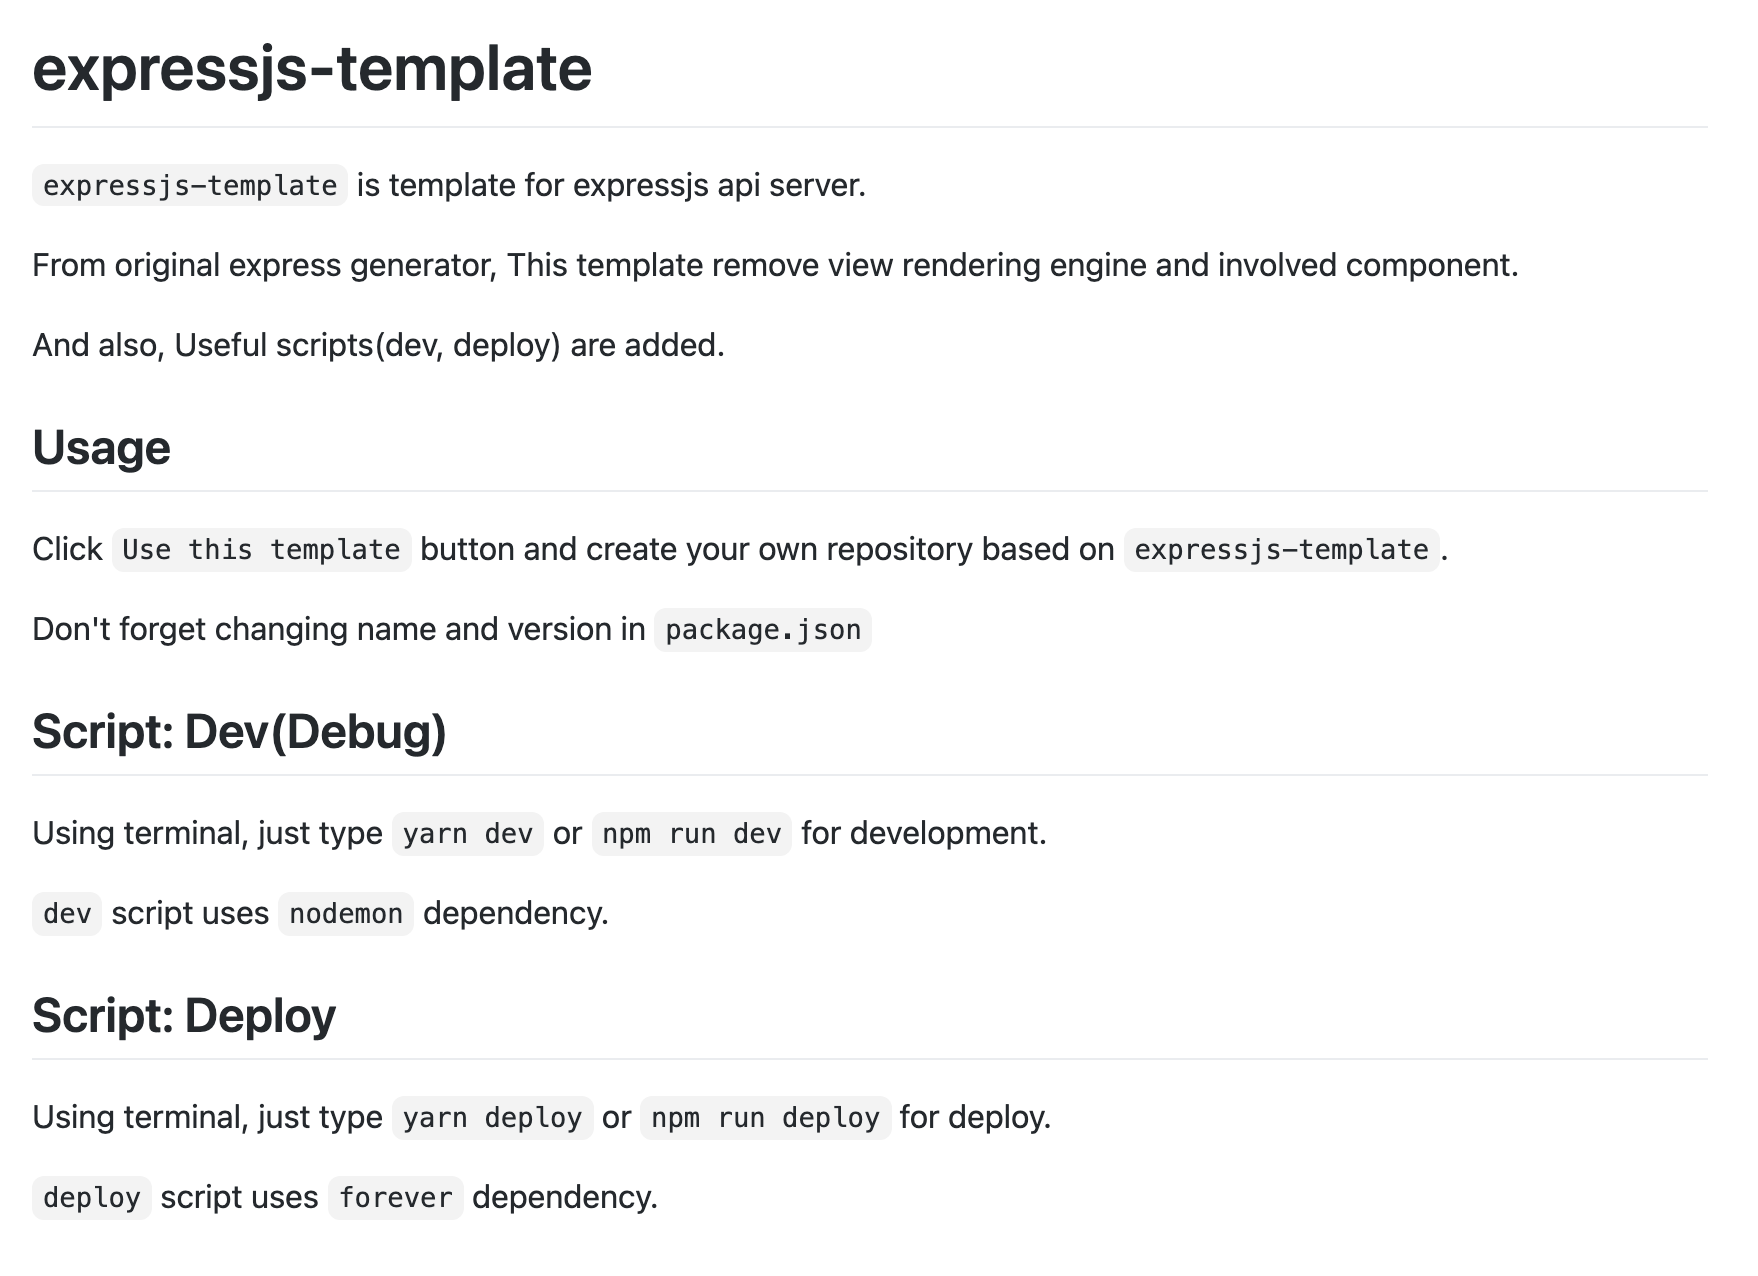 expressjs-template
expressjs-template is template for expressjs api server.
From original express generator, This template remove view rendering engine and involved component.
And also, Useful scripts(dev, deploy) are added.
Usage
Click Use this template button and create your own repository based on expressjs-template.
Don't forget changing name and version in package.json
Script: Dev(Debug)
Using terminal, just type yarn dev or npm run dev for development.
dev script uses nodemon dependency.
Script: Deploy
Using terminal, just type yarn deploy or npm run deploy for deploy.
deploy script uses forever dependency.